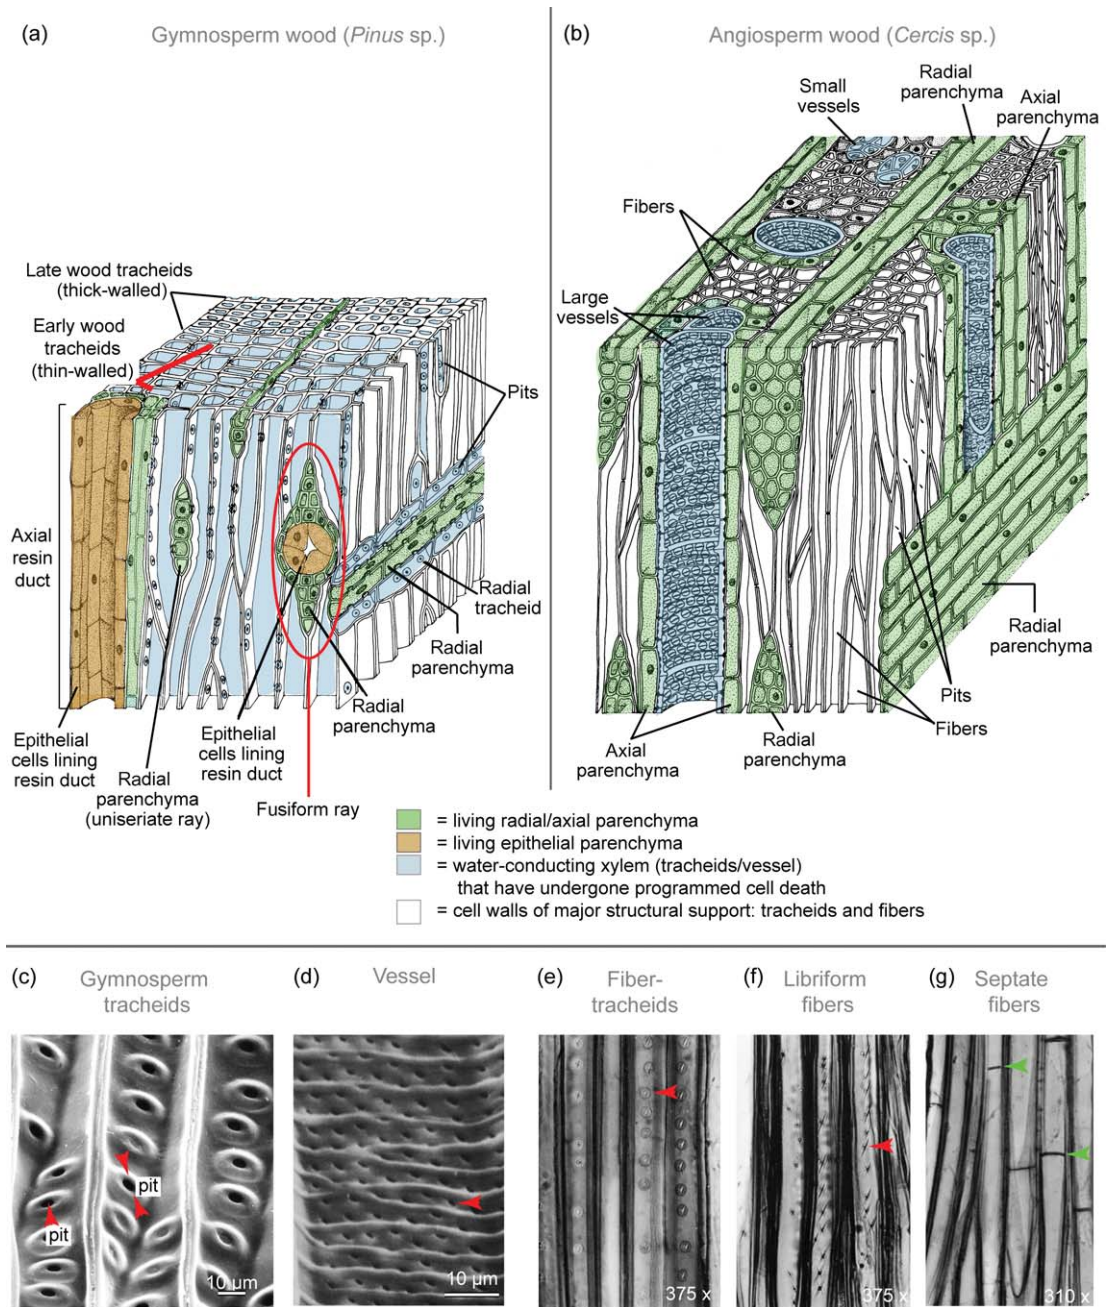 (a)
Gymnosperm wood (Pinus sp.)
Late wood tracheids
(thick-walled)
Early wood
tracheids
(thin-walled)
Pits
Axial
resin
duct
Radial
tracheid
Radial
parenchyma
Radial
parenchyma
Epithelial
cells lining
resin duct
Radial
parenchyma
(uniseriate ray)
Epithelial
cells lining
resin duct
Fusiform ray
(b)
Angiosperm wood (Cercis sp.)
Small
vessels
Radial
parenchyma
Axial
parenchyma
Fibers
Large
vessels
Radial
parenchyma
Pits
Fibers
Axial
parenchyma
Radial
parenchyma
= living radial/axial parenchyma
= living epithelial parenchyma
= water-conducting xylem (tracheids/vessel)
that have undergone programmed cell death
= cell walls of major structural support: tracheids and fibers
(c)
Gymnosperm
tracheids
pit
pit
10 µm
(d)
Vessel
10 µm
(e)
Fiber-
tracheids
375 x
(f)
Libriform
fibers
375 x
(g)
Septate
fibers
310 x